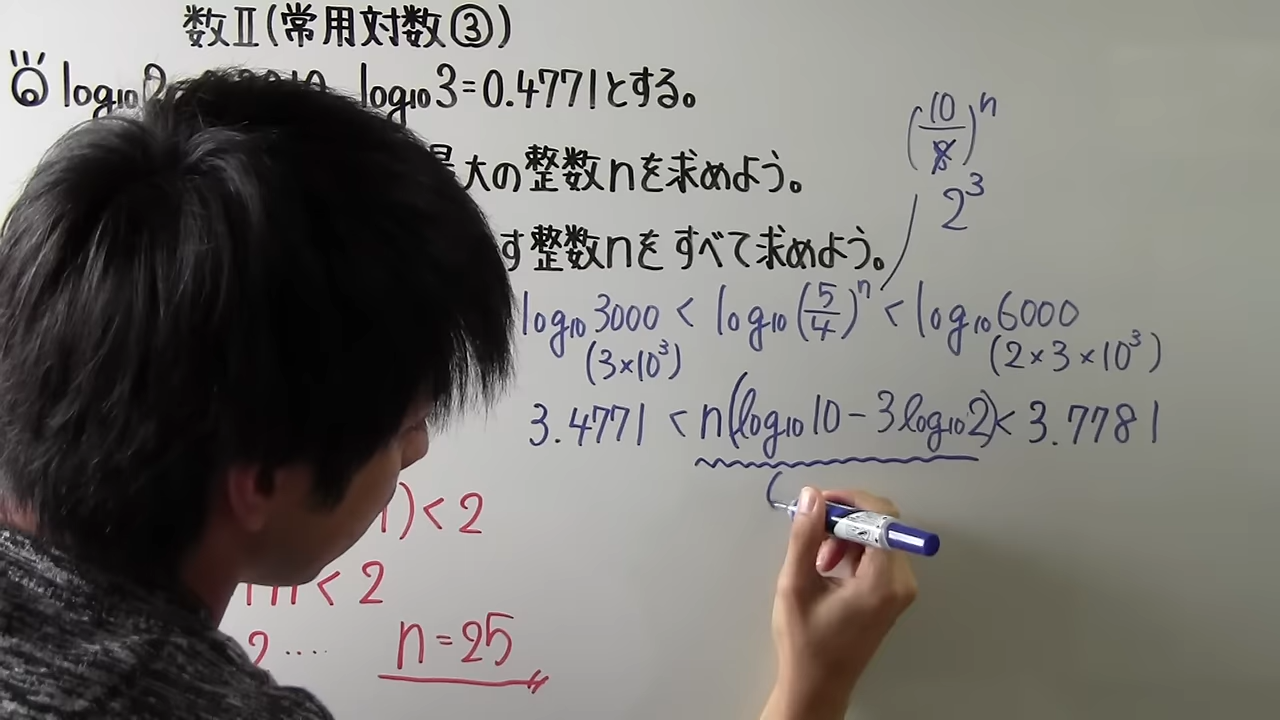 数Ⅱ(常用対数③)
log₁₀2 log₁₀3=0.4771とする。
最大の整数nを求めよう。
す整数nをすべて求めよう。
(10/8)ⁿ
2³
log₁₀3000 < log₁₀(5/4)ⁿ < log₁₀6000
(3×10³) (2×3×10³)
3.4771 < n(log₁₀10-3log₁₀2) < 3.7781
)<2
<2
2 ····
n=25